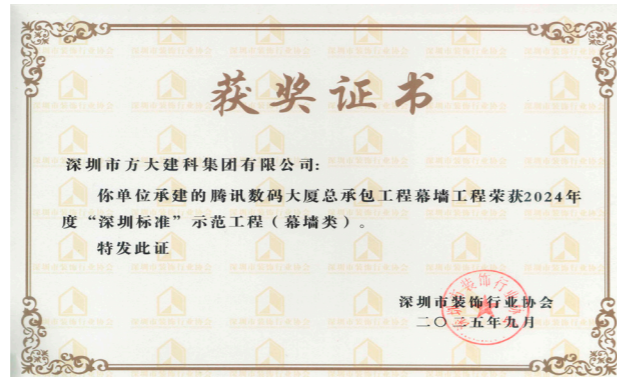 获奖证书
深圳市方大建科集团有限公司:
你单位承建的腾讯数码大厦总承包工程幕墙工程荣获2024年
度“深圳标准”示范工程（幕墙类）。
特发此证
深圳市装饰行业协会
二〇二五年九月